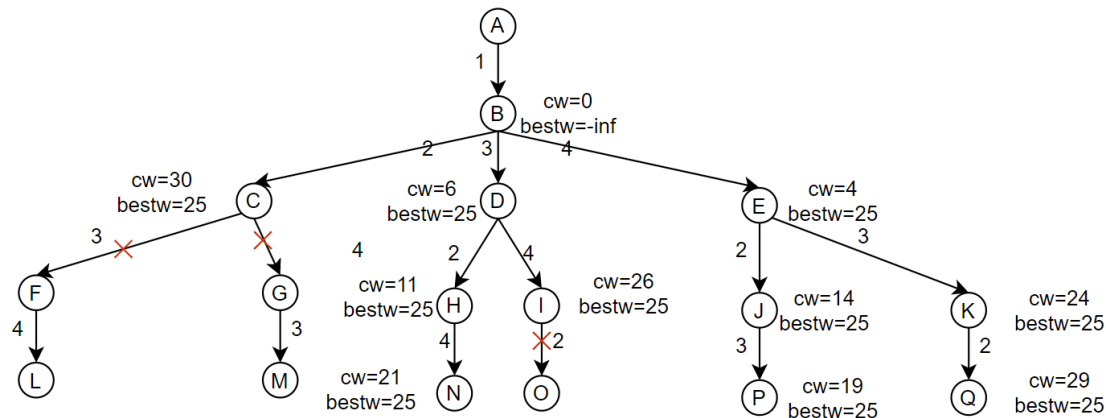 A
1
B
cw=0
bestw=-inf
2
3
4
cw=30
bestw=25
C
cw=6
bestw=25
D
E
cw=4
bestw=25
3
4
2
4
2
3
F
G
cw=11
bestw=25
H
I
cw=26
bestw=25
J
cw=14
bestw=25
K
cw=24
bestw=25
4
3
4
2
3
2
L
M
cw=21
bestw=25
N
O
P
cw=19
bestw=25
Q
cw=29
bestw=25